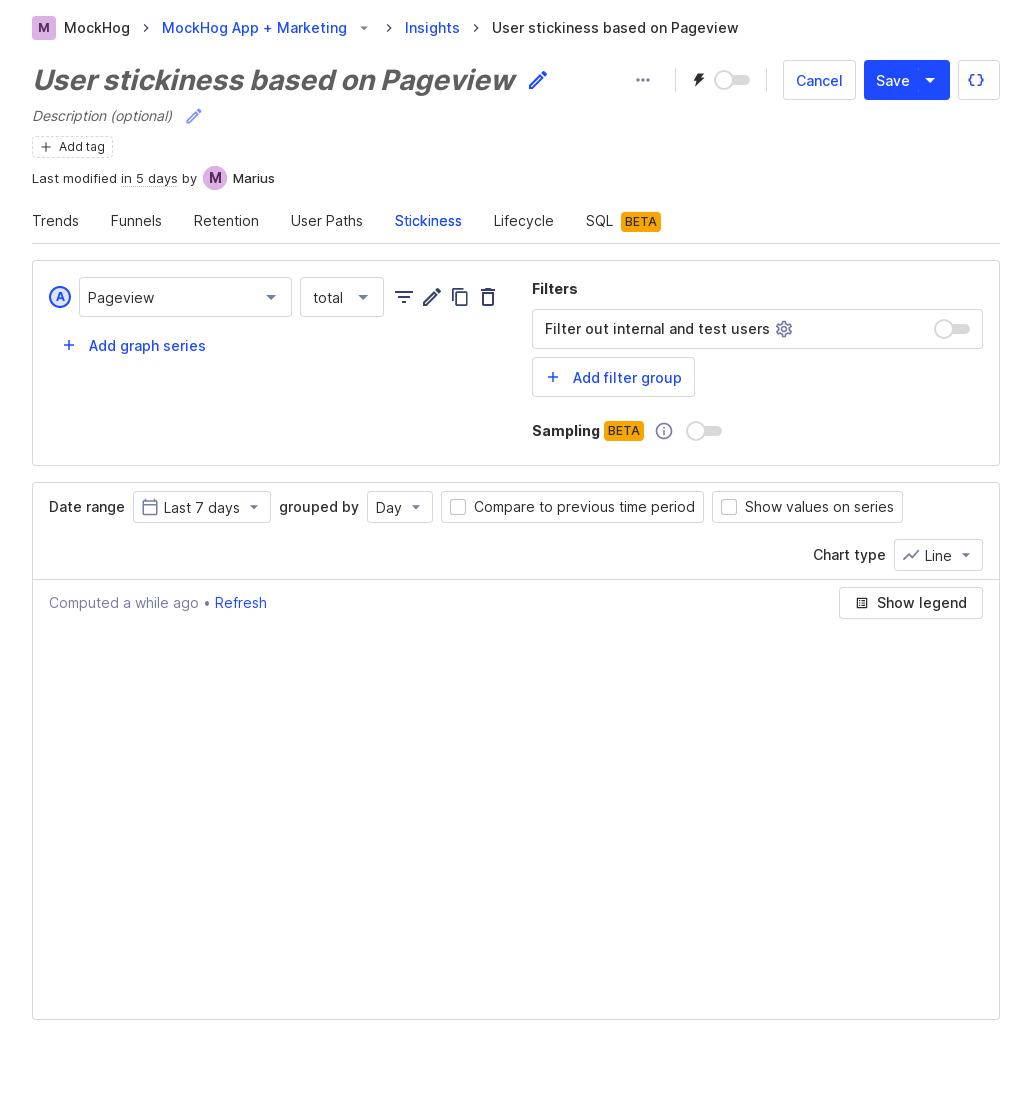 M MockHog MockHog App + Marketing Insights User stickiness based on Pageview
User stickiness based on Pageview
Cancel Save
Description (optional)
Add tag
Last modified in 5 days by M Marius
Trends Funnels Retention User Paths Stickiness Lifecycle SQL BETA
A Pageview total
Add graph series
Filters
Filter out internal and test users
Add filter group
Sampling BETA
Date range Last 7 days grouped by Day Compare to previous time period Show values on series
Chart type Line
Computed a while ago • Refresh
Show legend